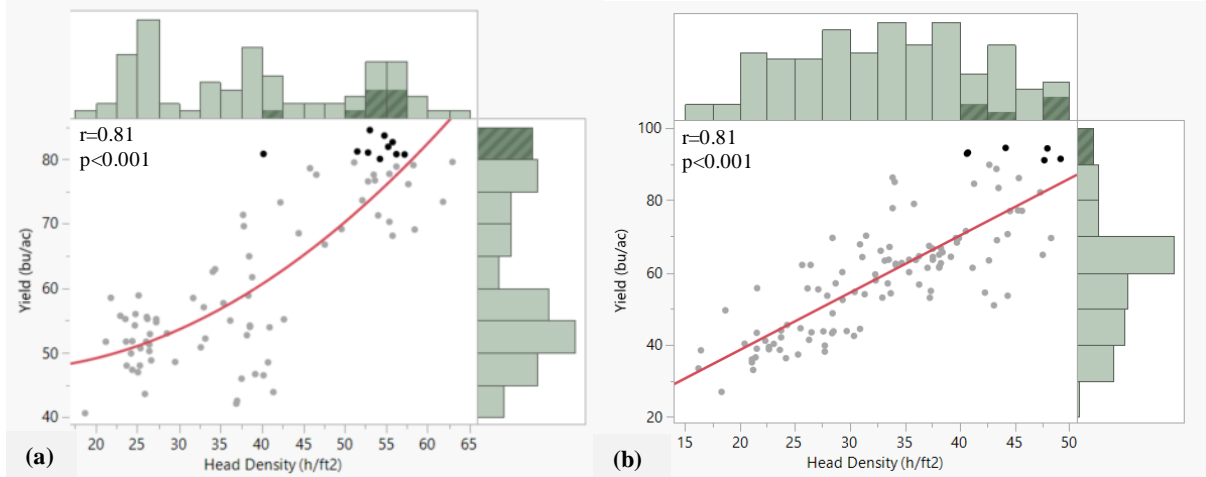 r=0.81
p<0.001
80
70
60
50
40
Yield (bu/ac)
20 25 30 35 40 45 50 55 60 65
Head Density (h/ft2)
(a)
r=0.81
p<0.001
100
80
60
40
20
Yield (bu/ac)
15 20 25 30 35 40 45 50
Head Density (h/ft2)
(b)